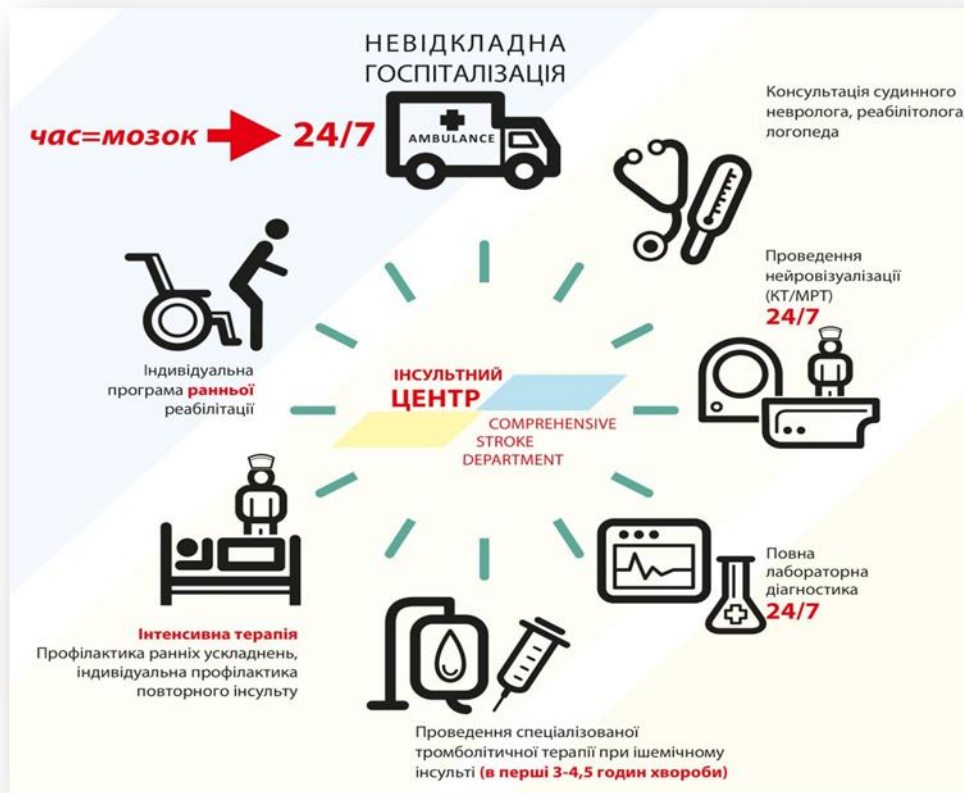 НЕВІДКЛАДНА
ГОСПІТАЛІЗАЦІЯ
час=мозок
24/7
AMBULANCE
Консультація судинного
невролога, реабілітолога,
логопеда
Проведення
нейровізуалізації
(КТ/МРТ)
24/7
Повна
лабораторна
діагностика
24/7
Проведення спеціалізованої
тромболітичної терапії при ішемічному
інсульті (в перші 3-4,5 годин хвороби)
Інтенсивна терапія
Профілактика ранніх ускладнень,
індивідуальна профілактика
повторного інсульту
Індивідуальна
програма ранньої
реабілітації
ІНСУЛЬТНИЙ
ЦЕНТР
COMPREHENSIVE
STROKE
DEPARTMENT